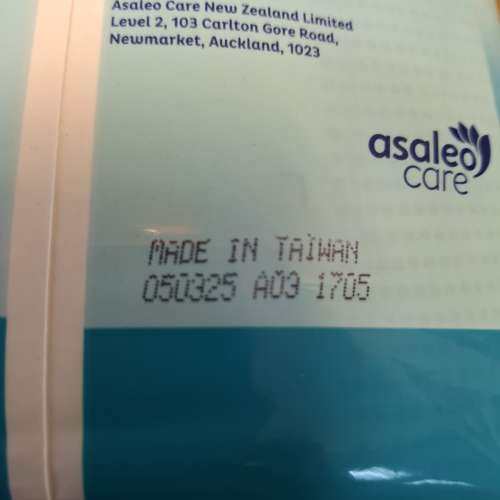 Asaleo Care New Zealand Limited
Level 2, 103 Carlton Gore Road,
Newmarket, Auckland, 1023
asaleo
care
MADE IN TAIWAN
050325 A03 1705